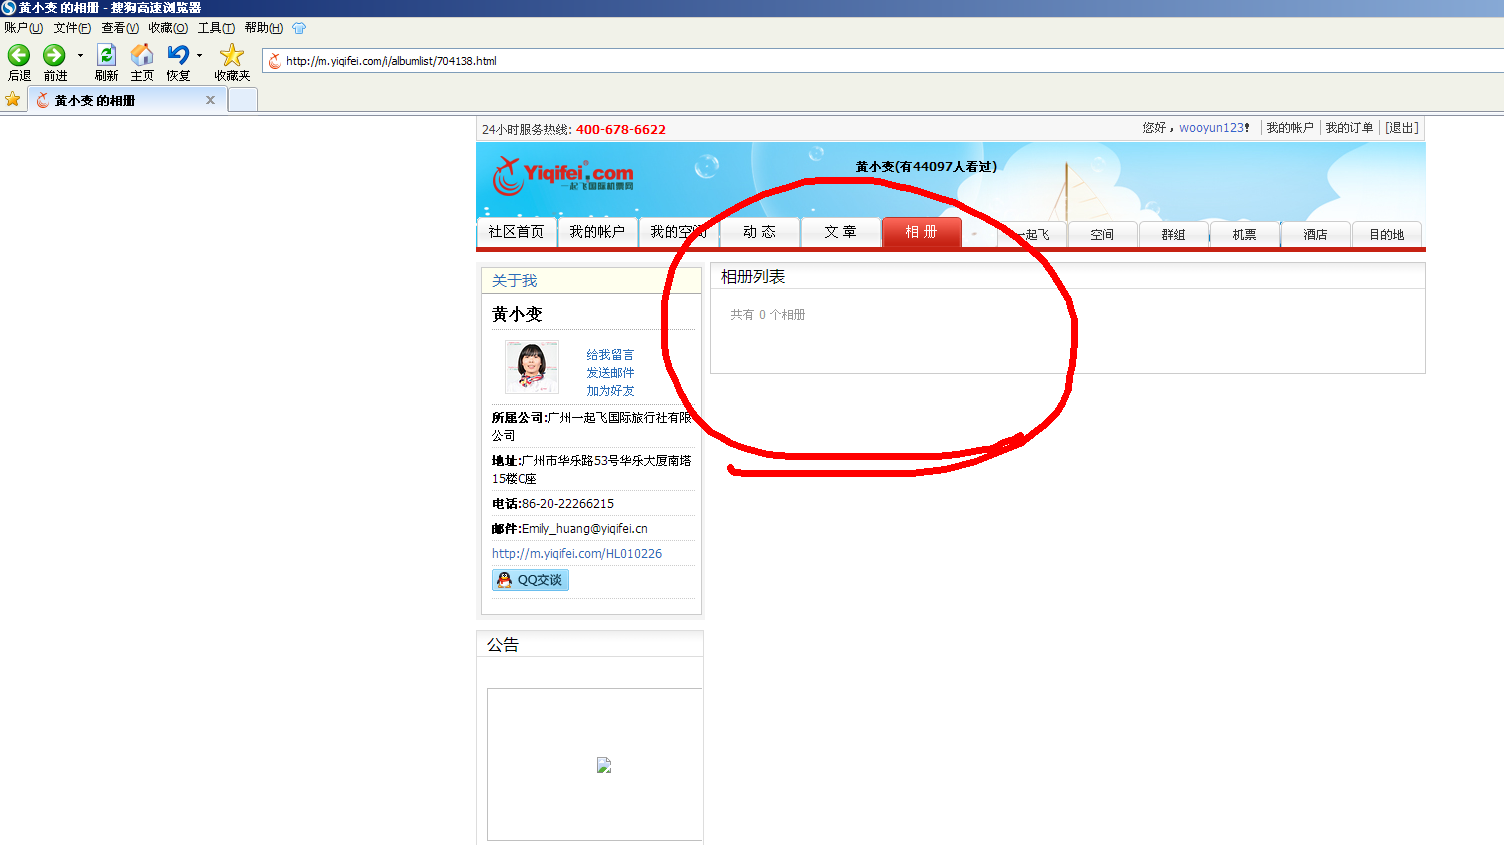 黄小变 的相册 - 搜狗高速浏览器
账户(U) 文件(F) 查看(V) 收藏(O) 工具(T) 帮助(H)
后退 前进 刷新 主页 恢复 收藏夹
http://m.yiqifei.com/i/albumlist/704138.html
黄小变 的相册 x
24小时服务热线: 400-678-6622
您好，wooyun123! 我的帐户 我的订单 [退出]
Yiqifei.com
一起飞国际机票网
黄小变(有44097人看过)
社区首页 我的帐户 我的空间 动 态 文 章 相 册 一起飞 空间 群组 机票 酒店 目的地
关于我
黄小变
给我留言
发送邮件
加为好友
所属公司:广州一起飞国际旅行社有限
公司
地址:广州市华乐路53号华乐大厦南塔
15楼C座
电话:86-20-22266215
邮件:Emily_huang@yiqifei.cn
http://m.yiqifei.com/HL010226
QQ交谈
公告
相册列表
共有 0 个相册